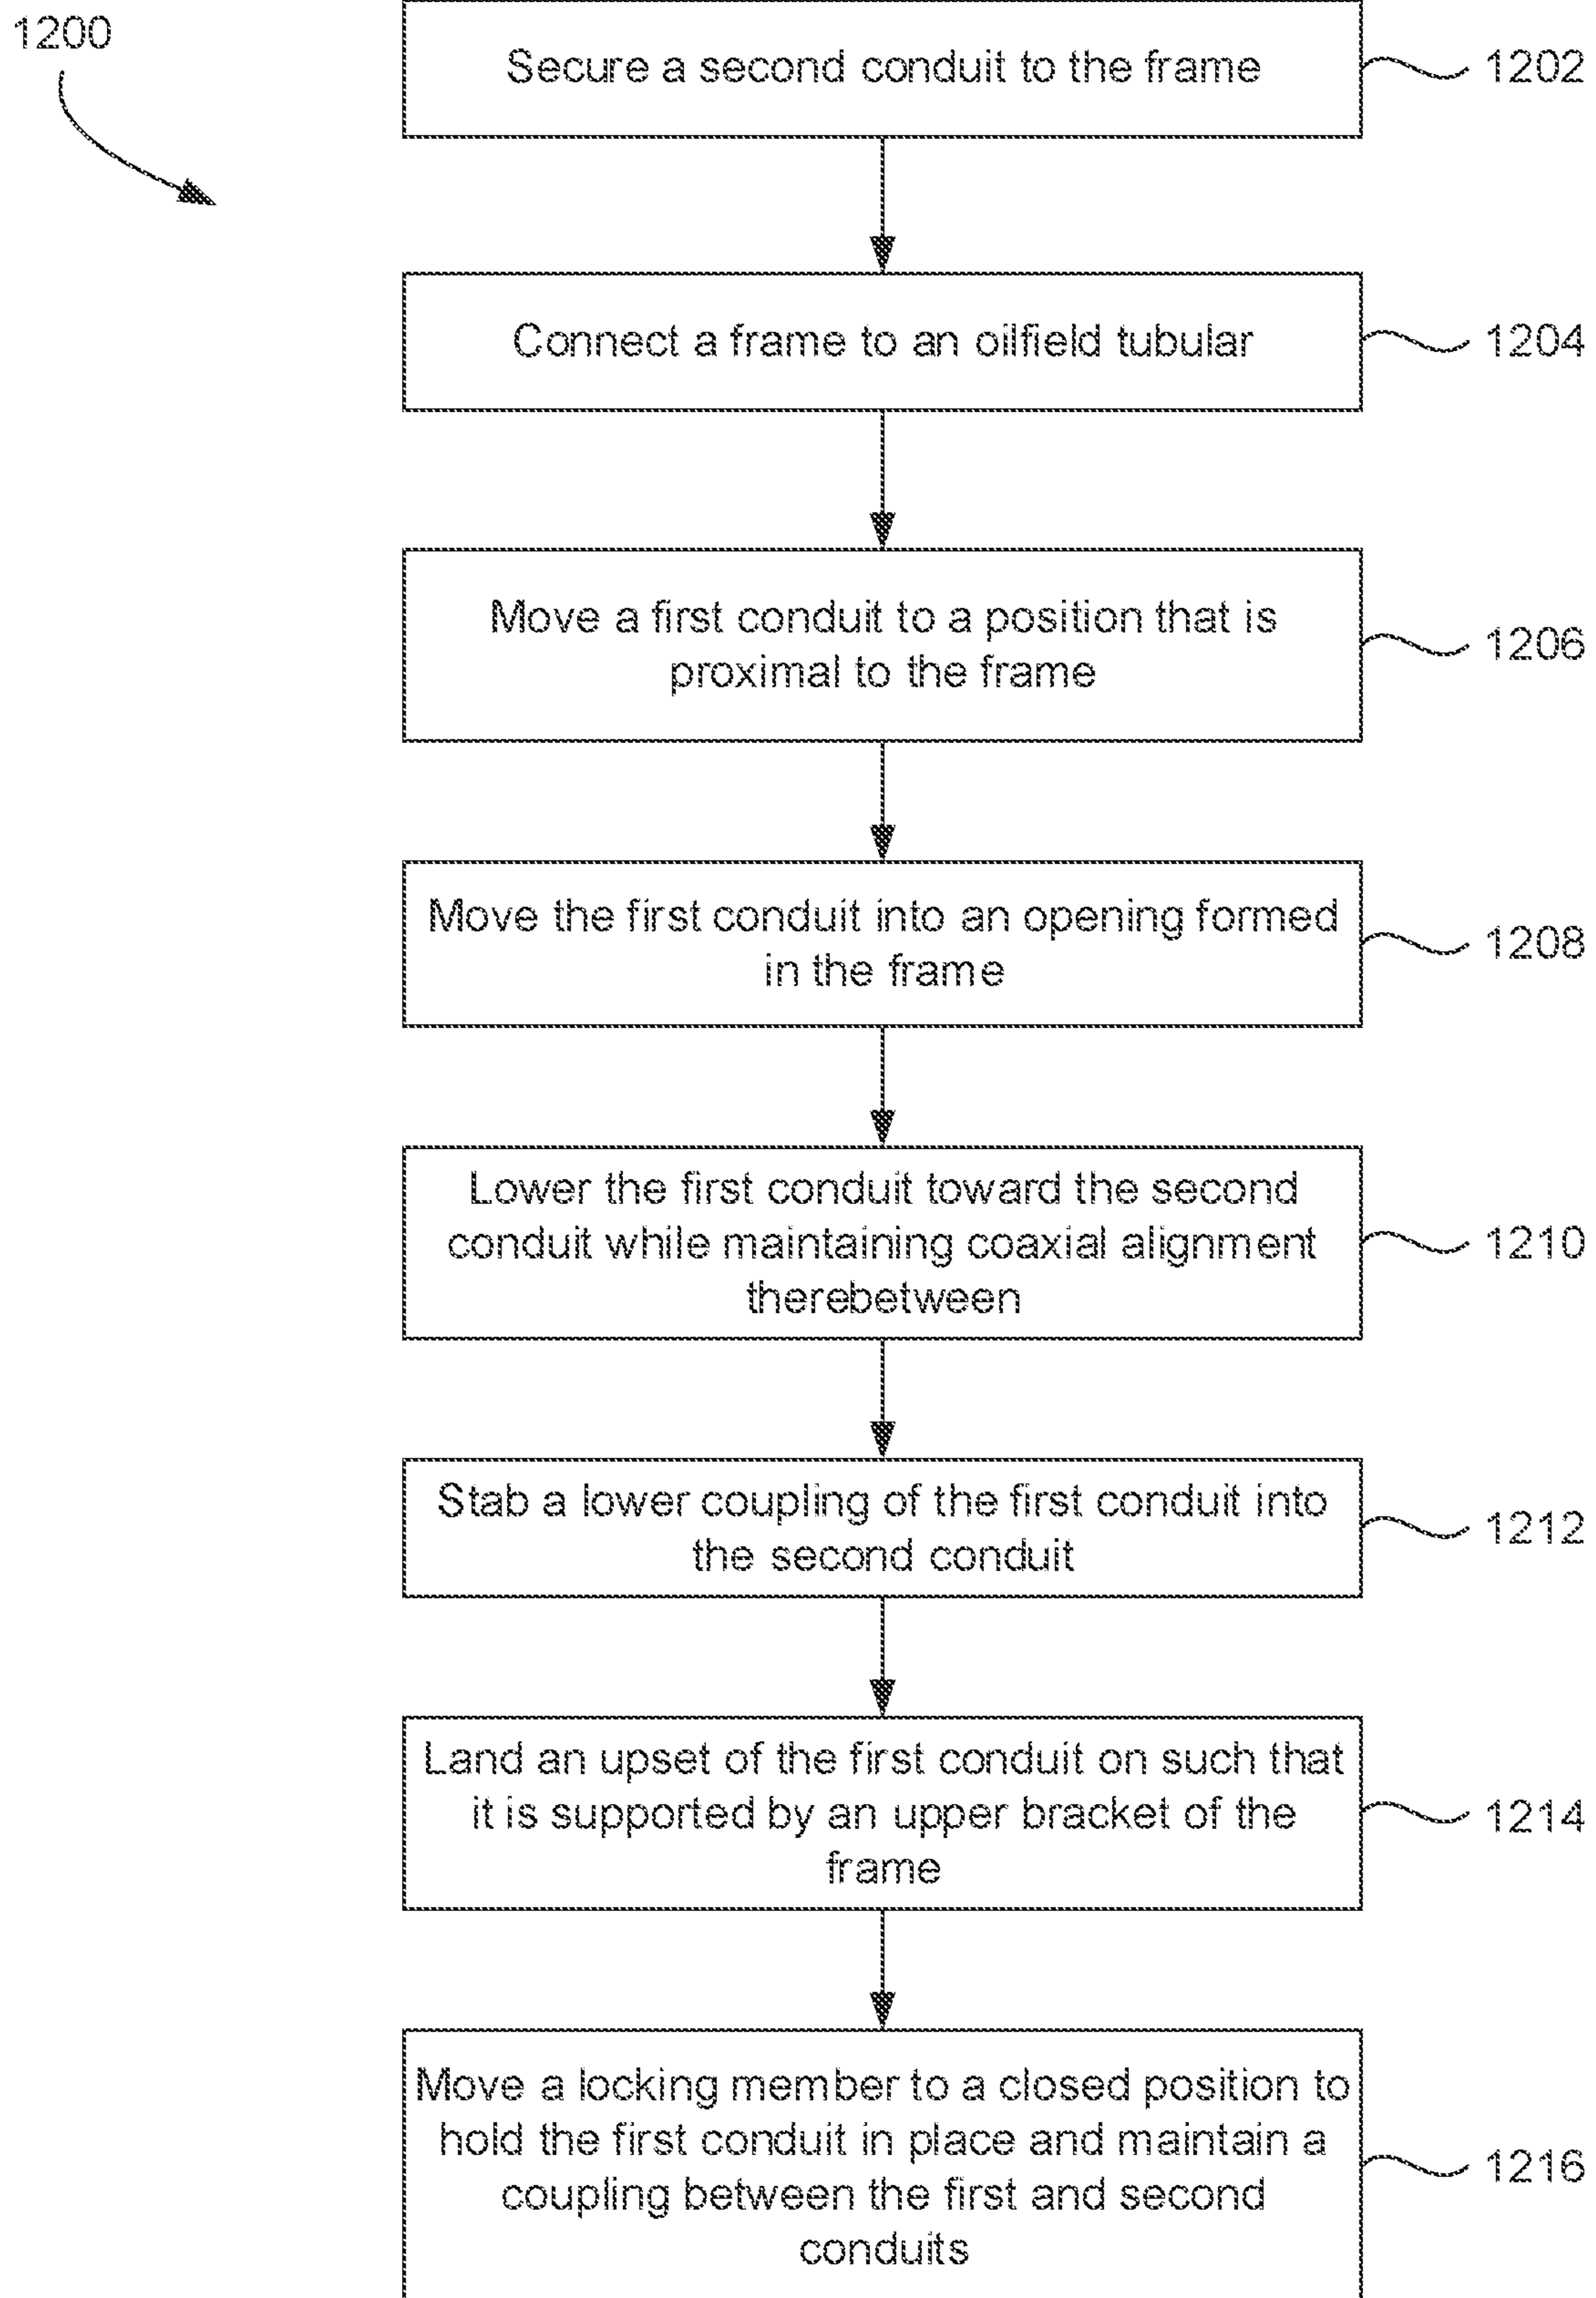 1200
Secure a second conduit to the frame
1202
Connect a frame to an oilfield tubular
1204
Move a first conduit to a position that is
proximal to the frame
1206
Move the first conduit into an opening formed
in the frame
1208
Lower the first conduit toward the second
conduit while maintaining coaxial alignment
therebetween
1210
Stab a lower coupling of the first conduit into
the second conduit
1212
Land an upset of the first conduit on such that
it is supported by an upper bracket of the
frame
1214
Move a locking member to a closed position to
hold the first conduit in place and maintain a
coupling between the first and second
conduits
1216